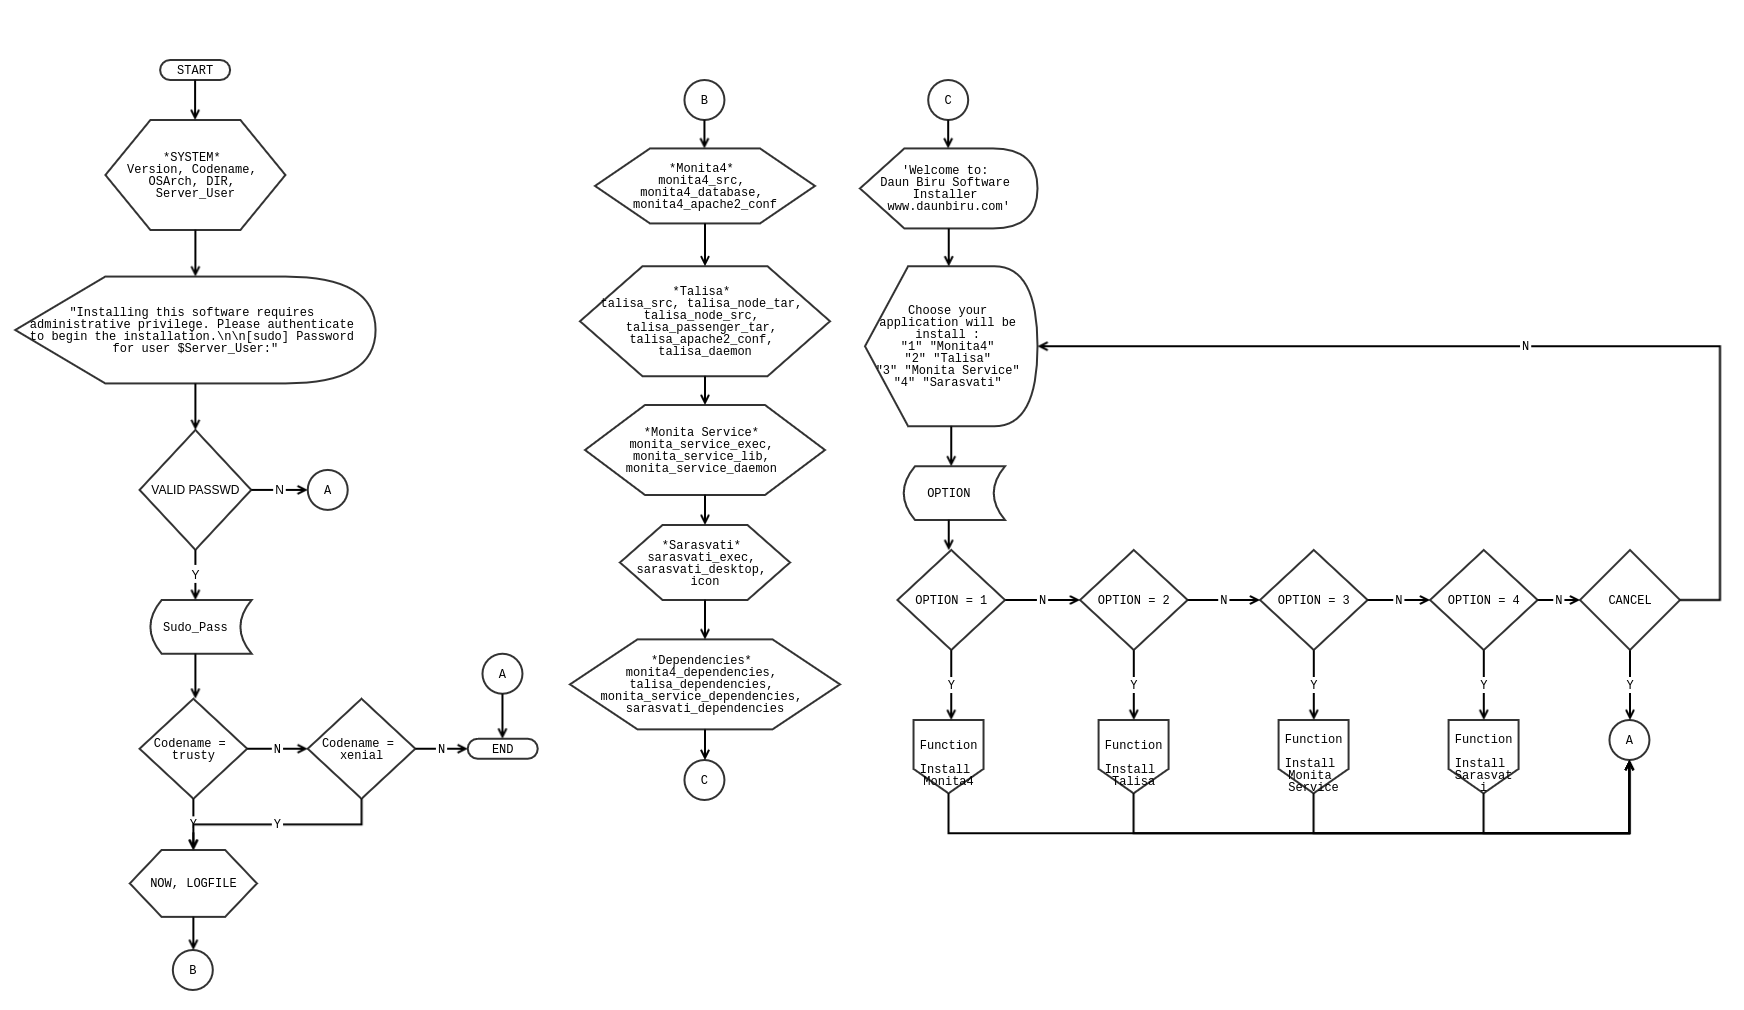 START
*SYSTEM*
Version, Codename,
OSArch, DIR,
Server_User
"Installing this software requires
administrative privilege. Please authenticate
to begin the installation.\n\n[sudo] Password
for user $Server_User:"
VALID PASSWD
N
A
Y
Sudo_Pass
Codename =
trusty
N
Codename =
xenial
N
A
END
Y
Y
NOW, LOGFILE
B
B
*Monita4*
monita4_src,
monita4_database,
monita4_apache2_conf
*Talisa*
talisa_src, talisa_node_tar,
talisa_node_src,
talisa_passenger_tar,
talisa_apache2_conf,
talisa_daemon
*Monita Service*
monita_service_exec,
monita_service_lib,
monita_service_daemon
*Sarasvati*
sarasvati_exec,
sarasvati_desktop,
icon
*Dependencies*
monita4_dependencies,
talisa_dependencies,
monita_service_dependencies,
sarasvati_dependencies
C
C
'Welcome to:
Daun Biru Software
Installer
www.daunbiru.com'
Choose your
application will be
install :
"1" "Monita4"
"2" "Talisa"
"3" "Monita Service"
"4" "Sarasvati"
N
OPTION
OPTION = 1
N
OPTION = 2
N
OPTION = 3
N
OPTION = 4
N
CANCEL
Y
Y
Y
Y
Y
Function
Install
Monita4
Function
Install
Talisa
Function
Install
Monita
Service
Function
Install
Sarasvat
i
A